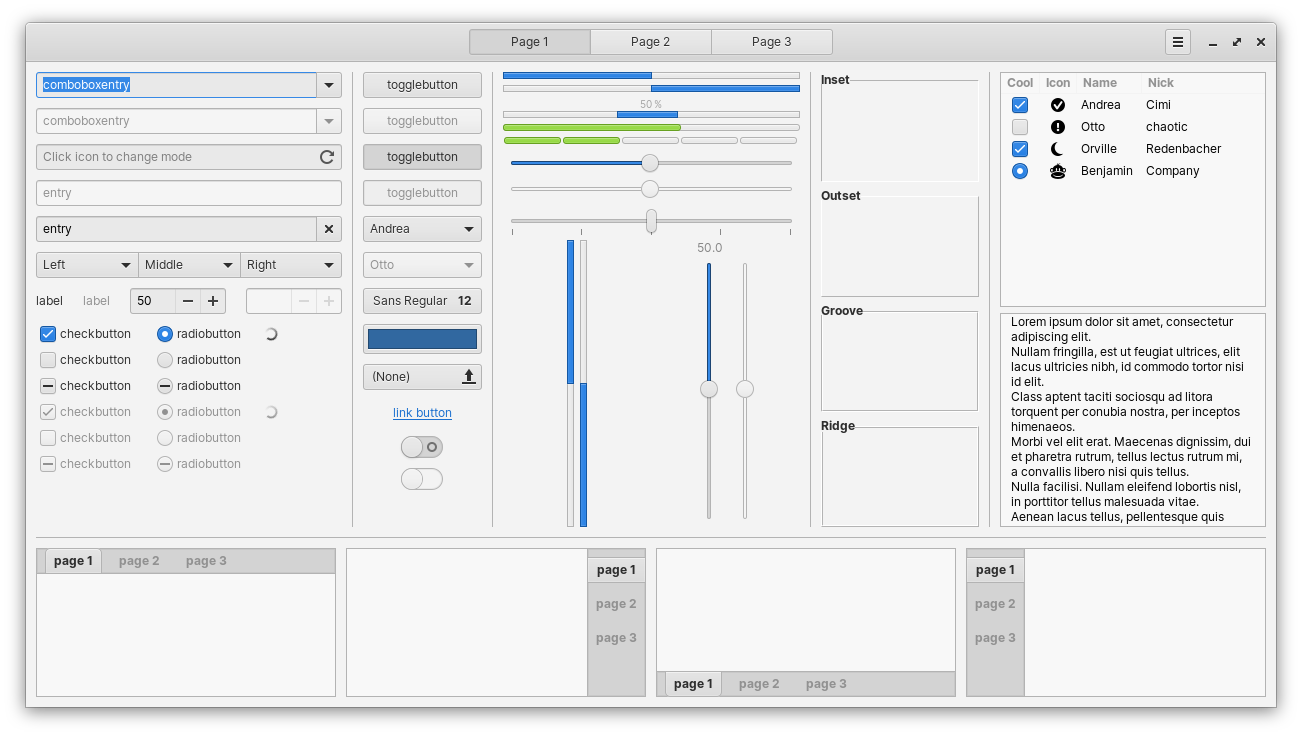 Page 1
Page 2
Page 3
comboboxentry
comboboxentry
Click icon to change mode
entry
entry
Left
Middle
Right
label
label
50
checkbutton
radiobutton
checkbutton
radiobutton
checkbutton
radiobutton
checkbutton
radiobutton
checkbutton
radiobutton
checkbutton
radiobutton
togglebutton
togglebutton
togglebutton
togglebutton
Andrea
Otto
Sans Regular 12
(None)
link button
50 %
50.0
Inset
Outset
Groove
Ridge
Cool Icon Name Nick
Andrea Cimi
Otto chaotic
Orville Redenbacher
Benjamin Company
Lorem ipsum dolor sit amet, consectetur
adipiscing elit.
Nullam fringilla, est ut feugiat ultrices, elit
lacus ultricies nibh, id commodo tortor nisi
id elit.
Class aptent taciti sociosqu ad litora
torquent per conubia nostra, per inceptos
himenaeos.
Morbi vel elit erat. Maecenas dignissim, dui
et pharetra rutrum, tellus lectus rutrum mi,
a convallis libero nisi quis tellus.
Nulla facilisi. Nullam eleifend lobortis nisl,
in porttitor tellus malesuada vitae.
Aenean lacus tellus, pellentesque quis
page 1
page 2
page 3
page 1
page 2
page 3
page 1
page 2
page 3
page 1
page 2
page 3